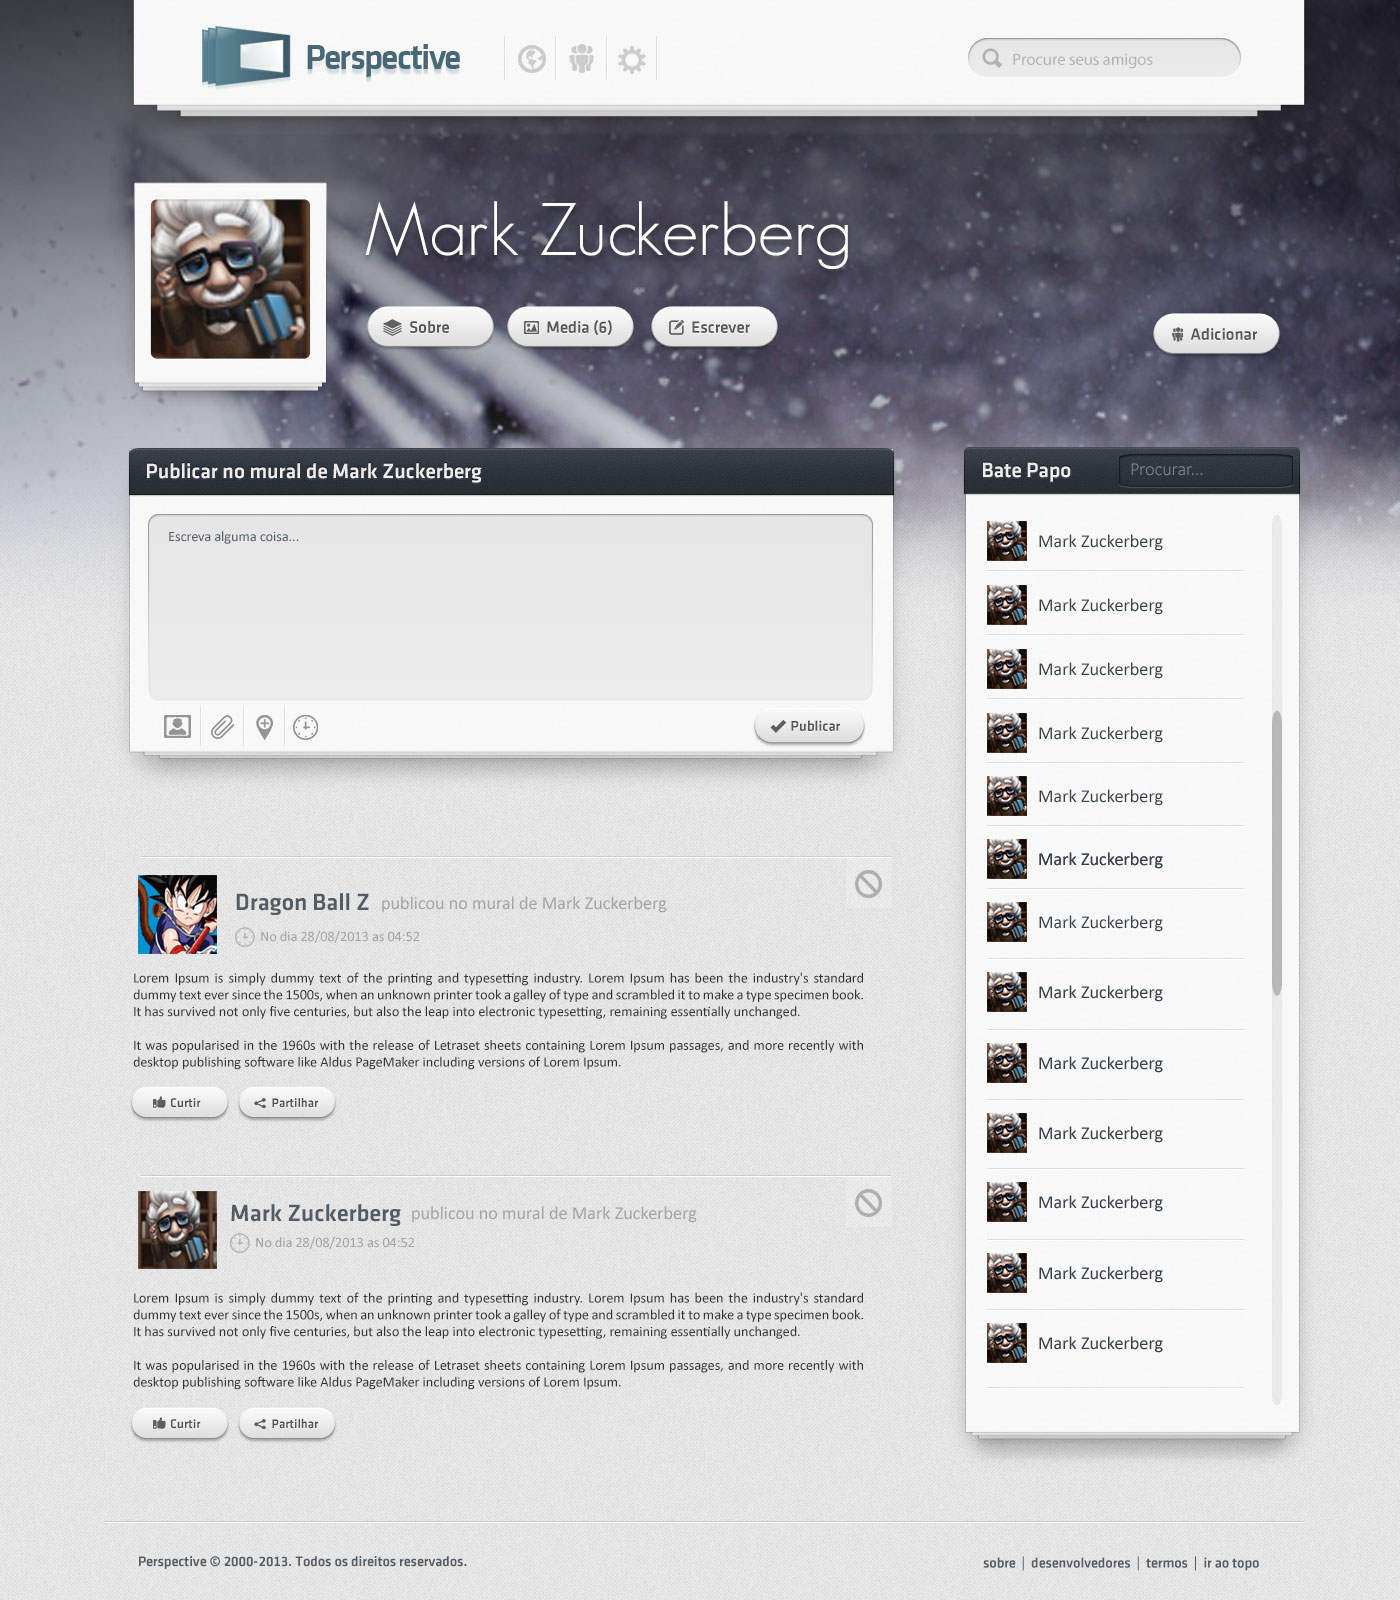 Perspective
Procure seus amigos
Mark Zuckerberg
Sobre
Media (6)
Escrever
Adicionar
Publicar no mural de Mark Zuckerberg
Escreva alguma coisa...
Publicar
Bate Papo
Procurar...
Mark Zuckerberg
Mark Zuckerberg
Mark Zuckerberg
Mark Zuckerberg
Mark Zuckerberg
Mark Zuckerberg
Mark Zuckerberg
Mark Zuckerberg
Mark Zuckerberg
Mark Zuckerberg
Mark Zuckerberg
Mark Zuckerberg
Mark Zuckerberg
Dragon Ball Z publicou no mural de Mark Zuckerberg
No dia 28/08/2013 as 04:52
Lorem Ipsum is simply dummy text of the printing and typesetting industry. Lorem Ipsum has been the industry's standard
dummy text ever since the 1500s, when an unknown printer took a galley of type and scrambled it to make a type specimen book.
It has survived not only five centuries, but also the leap into electronic typesetting, remaining essentially unchanged.
It was popularised in the 1960s with the release of Letraset sheets containing Lorem Ipsum passages, and more recently with
desktop publishing software like Aldus PageMaker including versions of Lorem Ipsum.
Curtir
Partilhar
Mark Zuckerberg publicou no mural de Mark Zuckerberg
No dia 28/08/2013 as 04:52
Lorem Ipsum is simply dummy text of the printing and typesetting industry. Lorem Ipsum has been the industry's standard
dummy text ever since the 1500s, when an unknown printer took a galley of type and scrambled it to make a type specimen book.
It has survived not only five centuries, but also the leap into electronic typesetting, remaining essentially unchanged.
It was popularised in the 1960s with the release of Letraset sheets containing Lorem Ipsum passages, and more recently with
desktop publishing software like Aldus PageMaker including versions of Lorem Ipsum.
Curtir
Partilhar
Perspective © 2000-2013. Todos os direitos reservados.
sobre | desenvolvedores | termos | ir ao topo